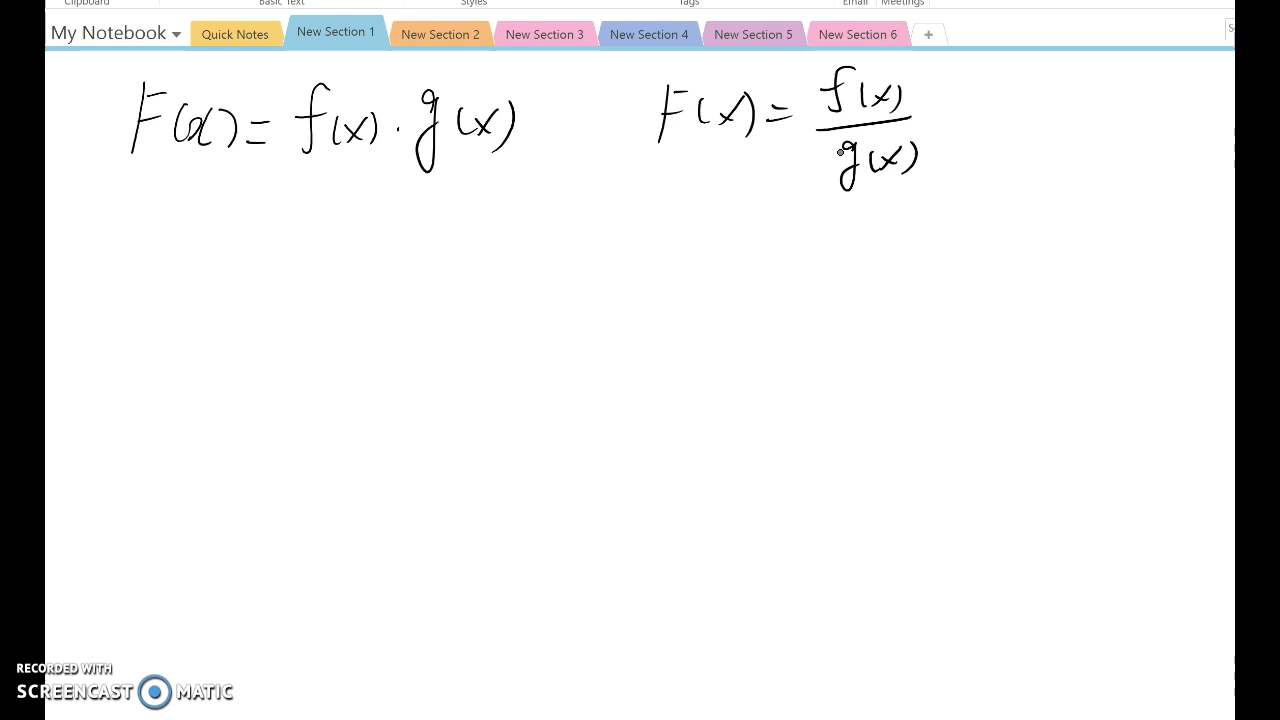 Clipboard Basic Text Styles Tags Email Meetings
My Notebook Quick Notes New Section 1 New Section 2 New Section 3 New Section 4 New Section 5 New Section 6 +
F(x) = f(x) · g(x)
F(x) = f(x) / g(x)
RECORDED WITH
SCREENCAST MATIC